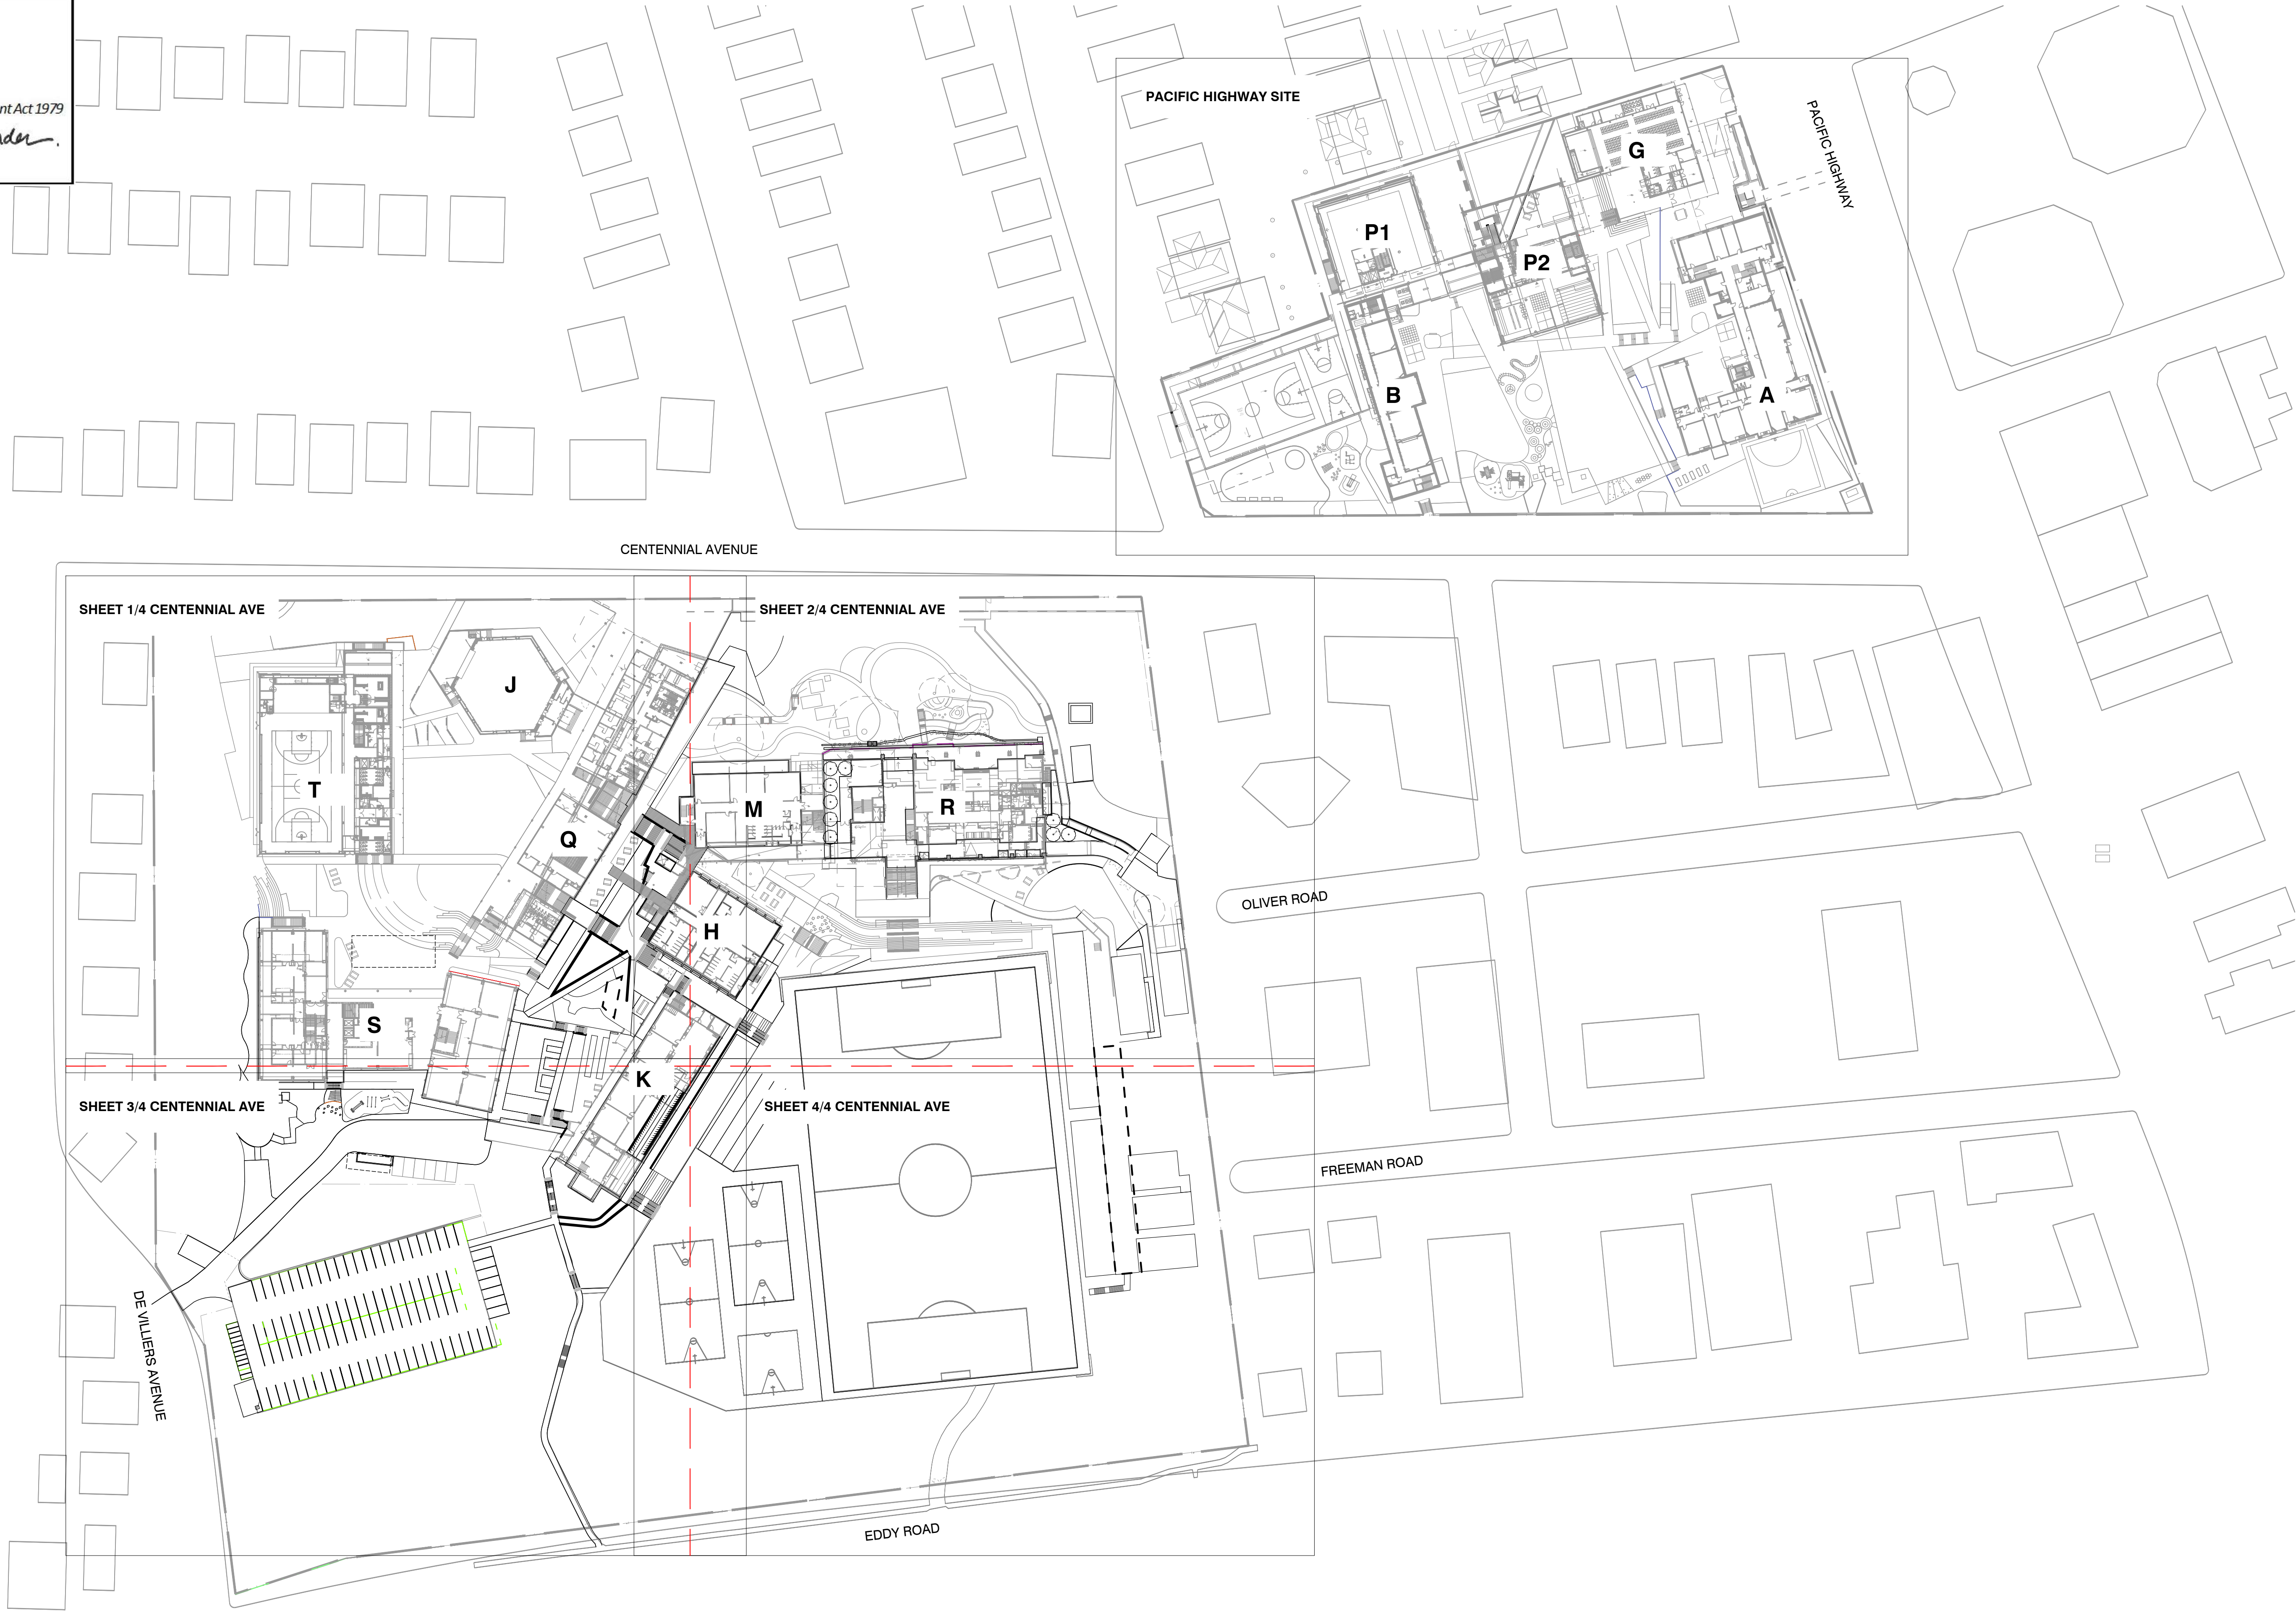 nt Act 1979
PACIFIC HIGHWAY SITE
PACIFIC HIGHWAY
G
P1
P2
B
A
CENTENNIAL AVENUE
SHEET 1/4 CENTENNIAL AVE
SHEET 2/4 CENTENNIAL AVE
J
T
M
R
Q
OLIVER ROAD
H
S
K
SHEET 3/4 CENTENNIAL AVE
SHEET 4/4 CENTENNIAL AVE
FREEMAN ROAD
DE VILLIERS AVENUE
EDDY ROAD